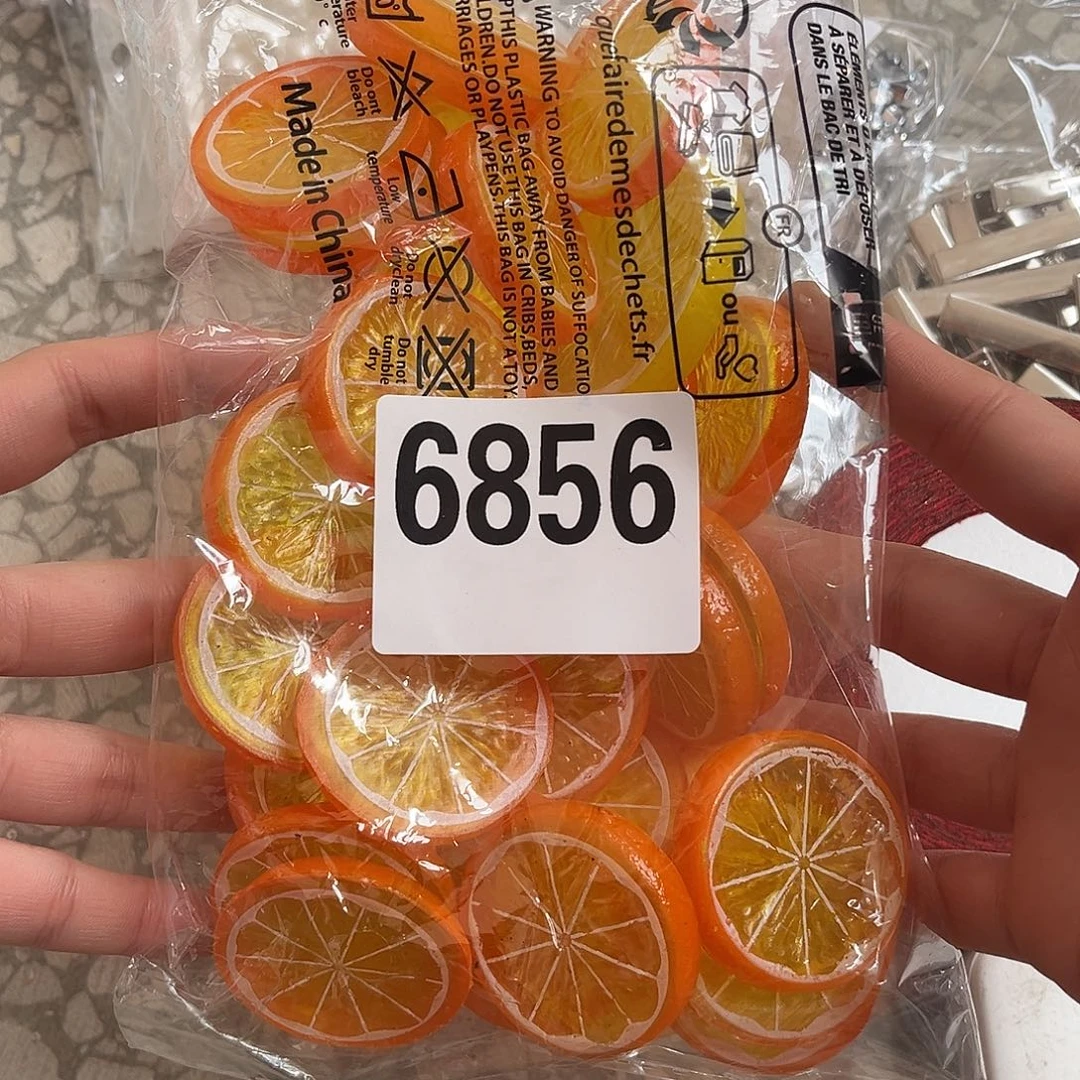 6856
Made in China
Do ont
bleach
Low
temperature
Do not
dryclean
Do not
tumble
dry
WARNING TO AVOID DANGER OF SUFFOCATIO
THIS PLASTIC BAG AWAY FROM BABIES AND
DO NOT USE THIS BAG IN CRIBS,BEDS,
OR PLAYPENS.THIS BAG IS NOT A TOY
quefairedemesdechets.fr
FR
ou
À SÉPARER ET À DÉPOSER
DANS LE BAC DE TRI